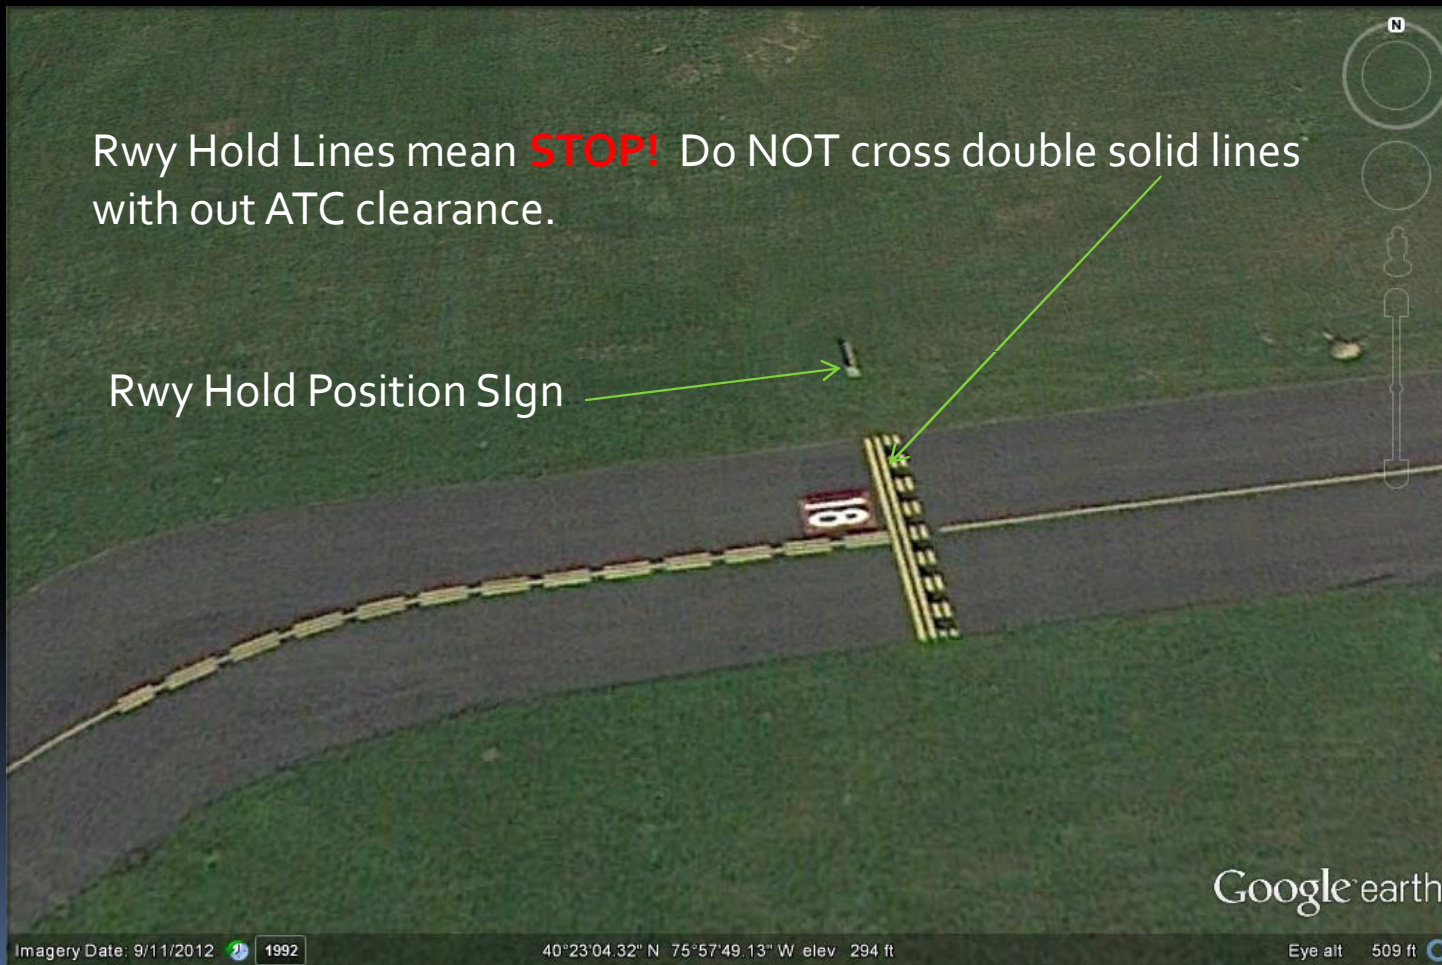 N
Rwy Hold Lines mean STOP! Do NOT cross double solid lines
with out ATC clearance.
Rwy Hold Position SIgn
18
Google earth
Imagery Date: 9/11/2012 1992 40°23'04.32" N 75°57'49.13" W elev 294 ft Eye alt 509 ft